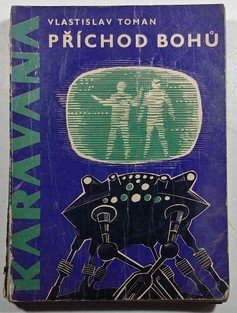 VLASTISLAV TOMAN
PŘÍCHOD BOHŮ
KARAVANA